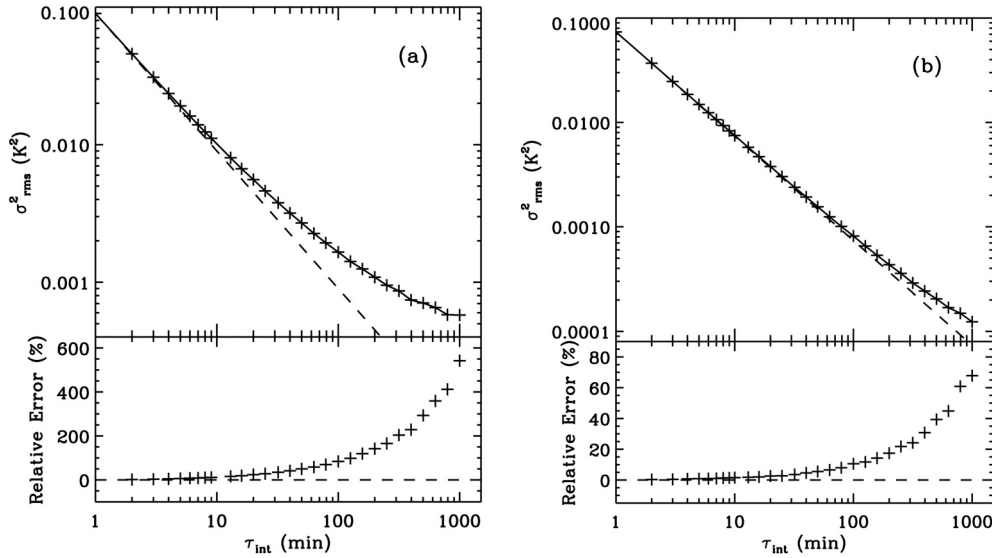 0.100
0.010
0.001
σ²rms (K²)
(a)
600
400
200
0
Relative Error (%)
1 10 100 1000
τint (min)
0.1000
0.0100
0.0010
0.0001
σ²rms (K²)
(b)
80
60
40
20
0
Relative Error (%)
1 10 100 1000
τint (min)